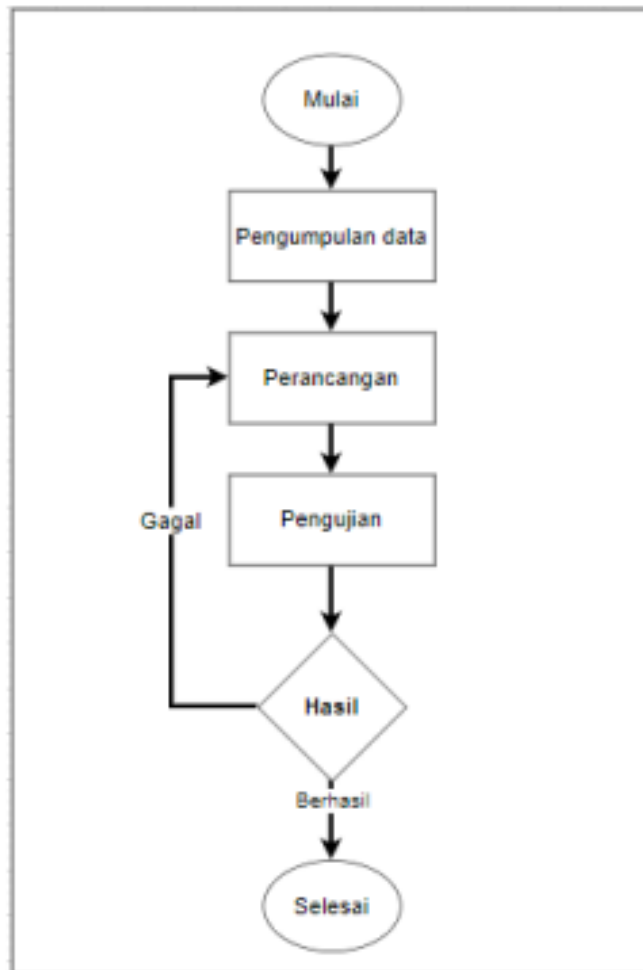 Mulai
Pengumpulan data
Perancangan
Pengujian
Gagal
Hasil
Berhasil
Selesai